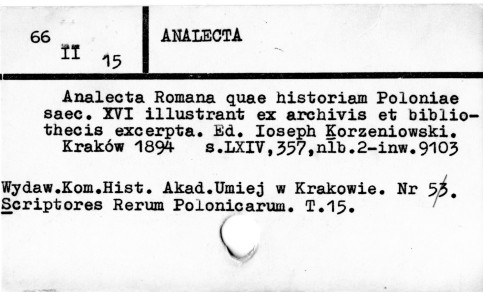 66
II
15
ANALECTA
Analecta Romana quae historiam Poloniae
saec. XVI illustrant ex archivis et biblio-
thecis excerpta. Ed. Ioseph Korzeniowski.
Kraków 1894 s.LXIV,357,nlb.2-inw.9103
Wydaw.Kom.Hist. Akad.Umiej w Krakowie. Nr 53.
Scriptores Rerum Polonicarum. T.15.